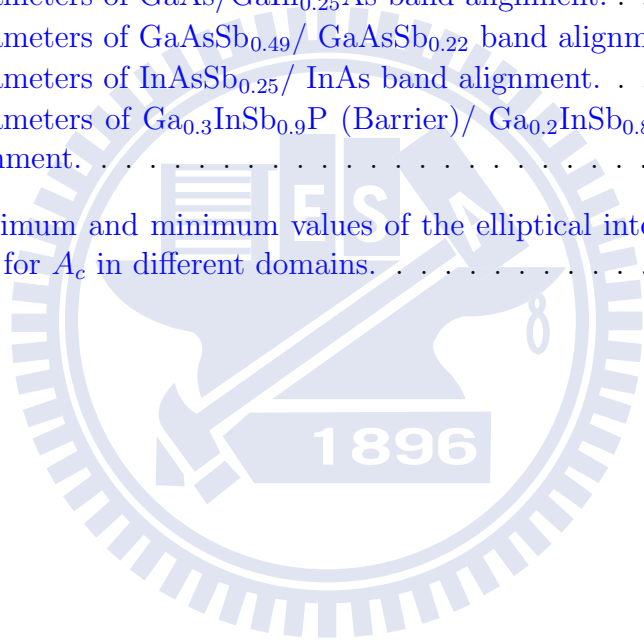 ameters of GaAs/GaIn₀.₂₅As band alignment. . .
ameters of GaAsSb₀.₄₉/ GaAsSb₀.₂₂ band alignm
ameters of InAsSb₀.₂₅/ InAs band alignment. . .
ameters of Ga₀.₃InSb₀.₉P (Barrier)/ Ga₀.₂InSb₀.₈
nment. . . . . . . . . . . . . . . . . . . . . . . .
imum and minimum values of the elliptical inte
for A_c in different domains. . . . . . . . . . . .
E S A
1896